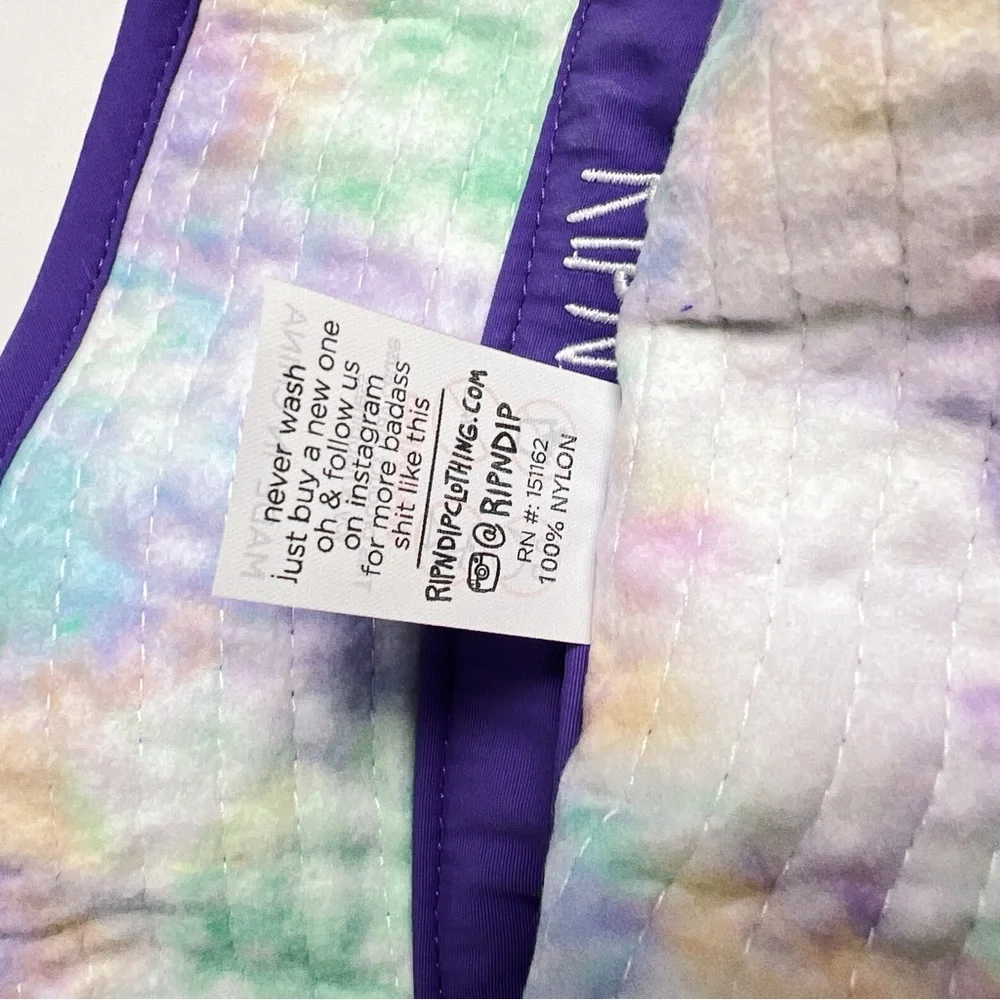 never wash
just buy a new one
oh & follow us
on instagram
for more badass
shit like this
RIPNDIPCLOTHING.COM
@RIPNDIP
RN #: 151162
100% NYLON